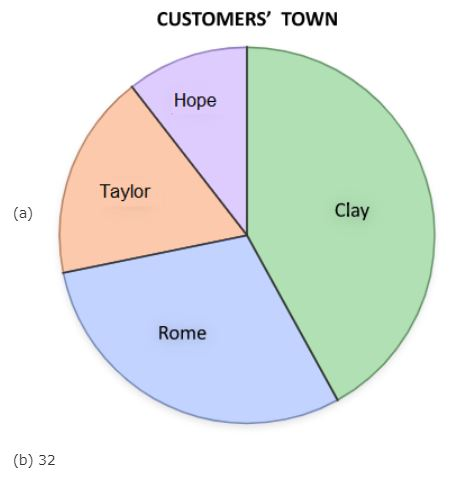 CUSTOMERS’ TOWN
Hope
Taylor
Clay
(a)
Rome
(b) 32